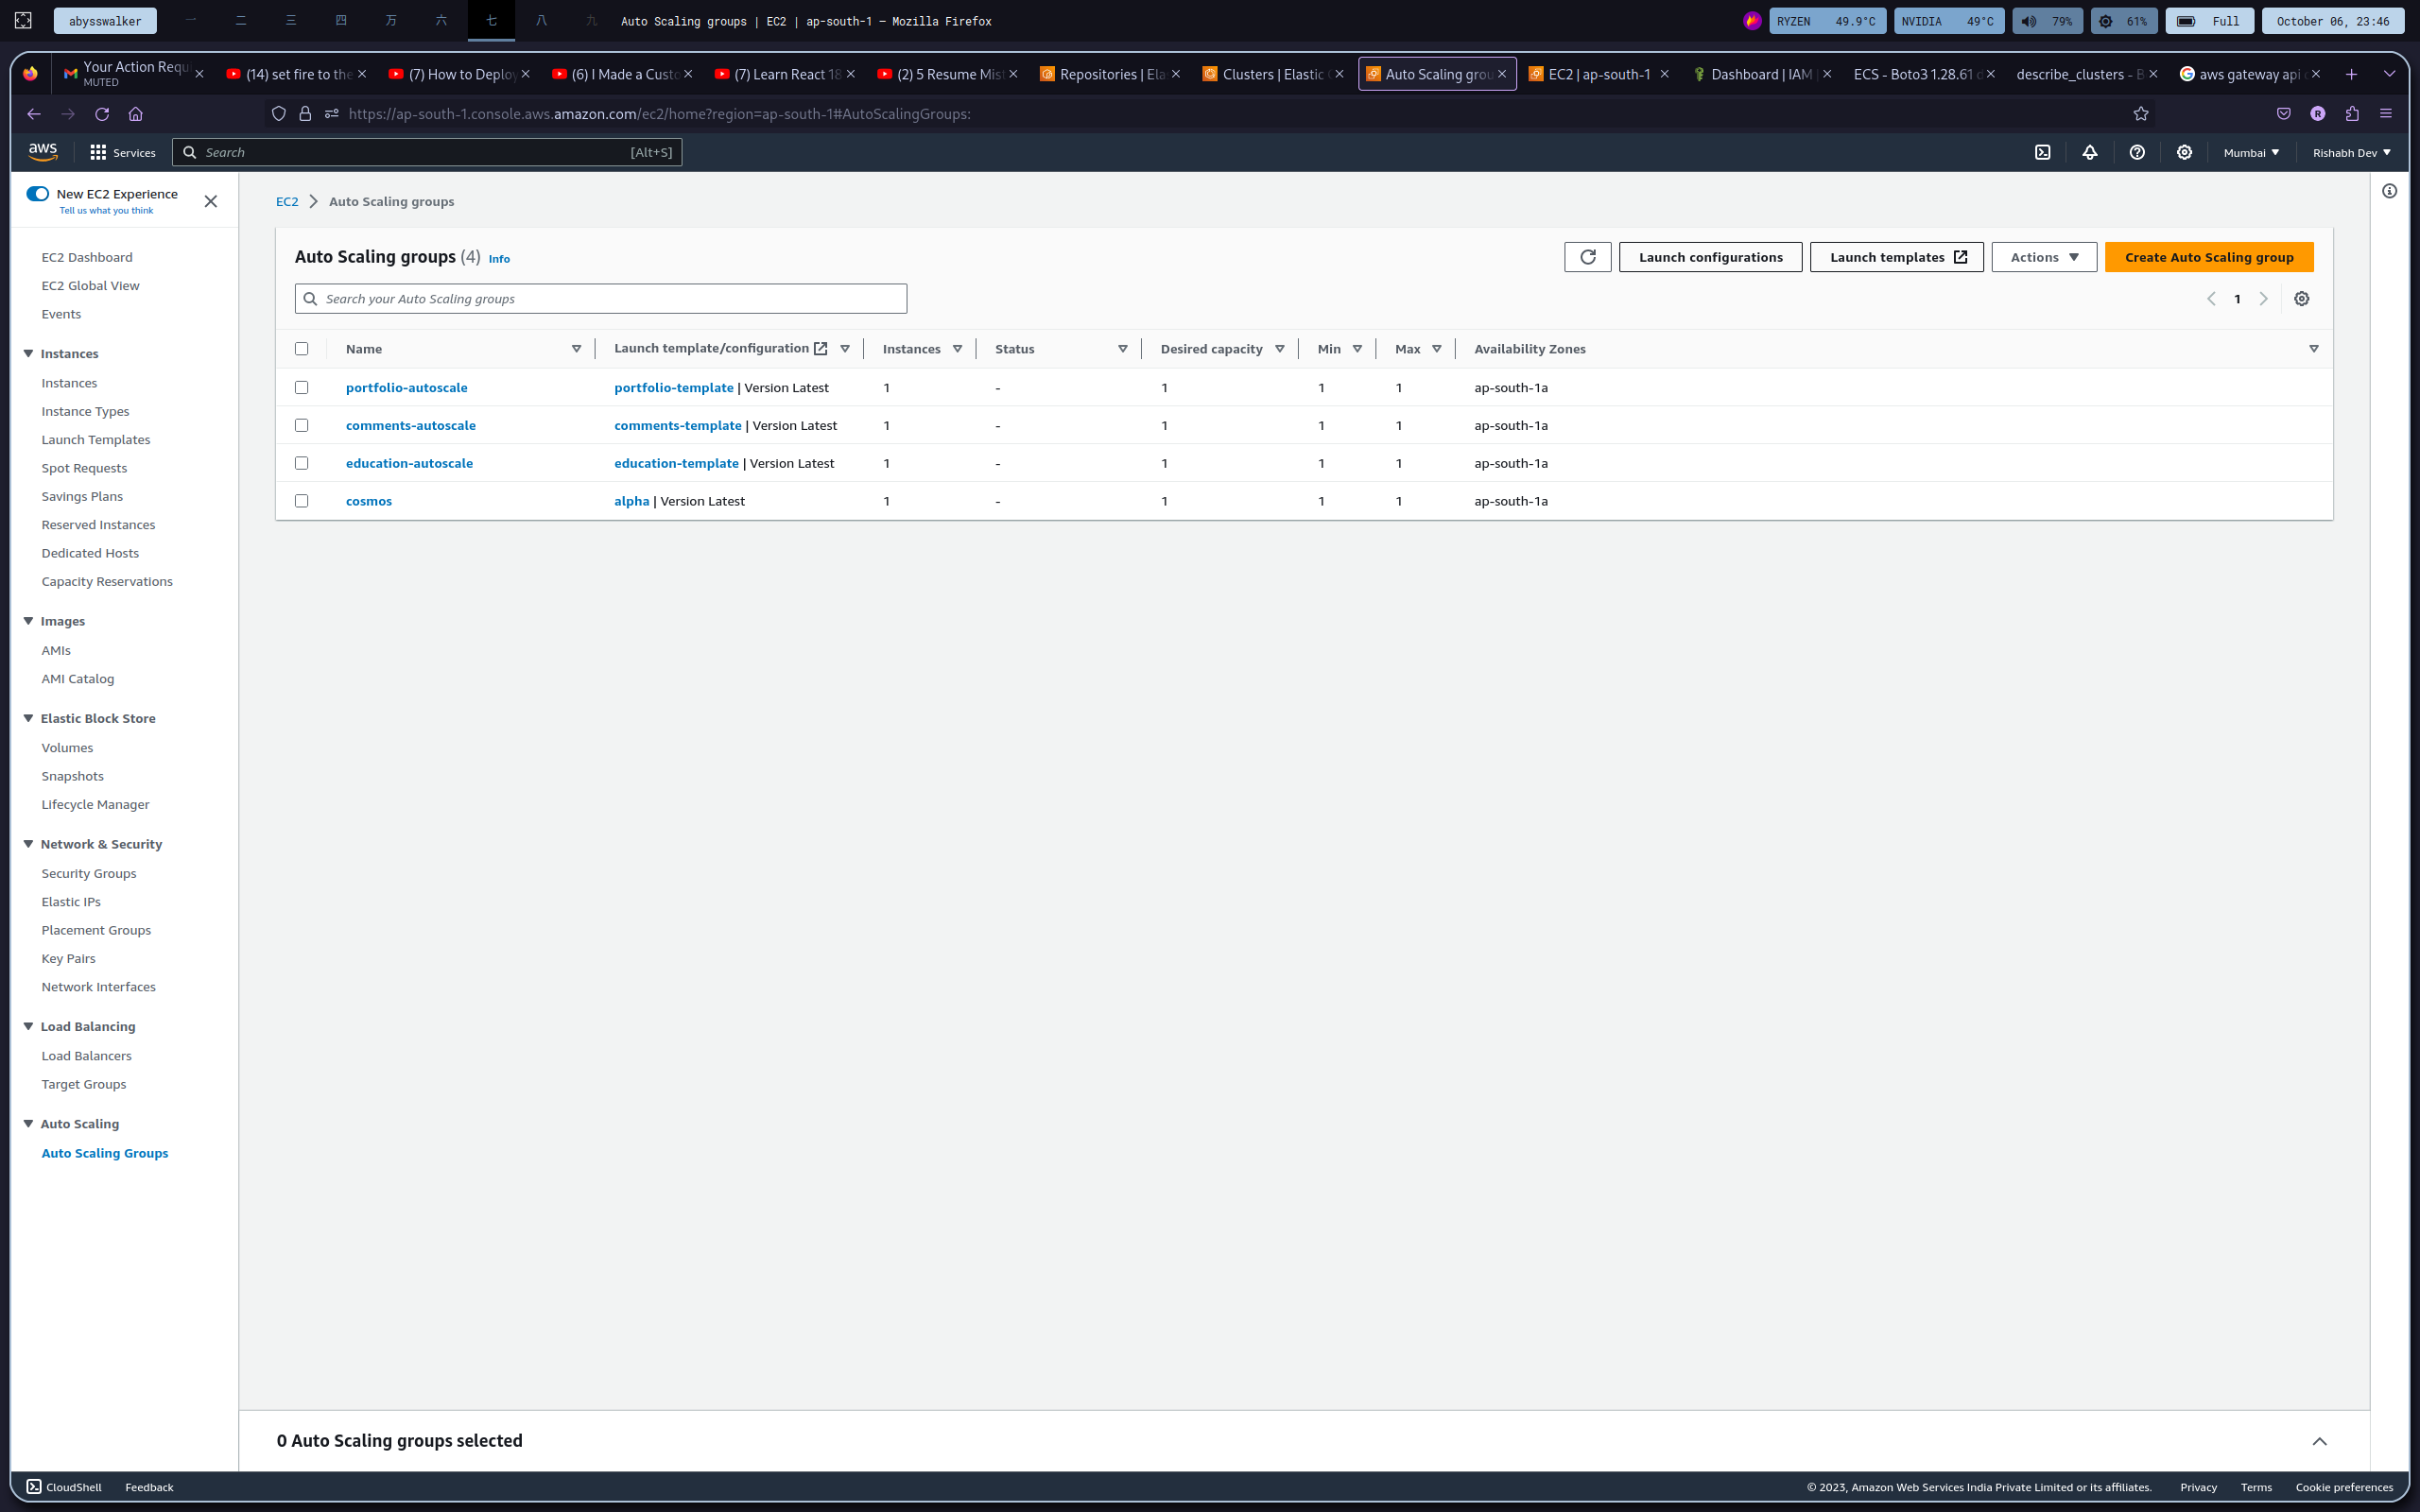 abysswalker 一 二 三 四 万 六 七 八 九 Auto Scaling groups | EC2 | ap-south-1 — Mozilla Firefox RYZEN 49.9°C NVIDIA 49°C 79% 61% Full October 06, 23:46
Your Action Requ (14) set fire to the (7) How to Deploy (6) I Made a Custo (7) Learn React 18 (2) 5 Resume Mist Repositories | Ela Clusters | Elastic Auto Scaling grou EC2 | ap-south-1 Dashboard | IAM ECS - Boto3 1.28.61 d describe_clusters - B aws gateway api
MUTED
https://ap-south-1.console.aws.amazon.com/ec2/home?region=ap-south-1#AutoScalingGroups: R
aws Services Search [Alt+S] Mumbai Rishabh Dev
New EC2 Experience
Tell us what you think
EC2 Dashboard
EC2 Global View
Events
Instances
Instances
Instance Types
Launch Templates
Spot Requests
Savings Plans
Reserved Instances
Dedicated Hosts
Capacity Reservations
Images
AMIs
AMI Catalog
Elastic Block Store
Volumes
Snapshots
Lifecycle Manager
Network & Security
Security Groups
Elastic IPs
Placement Groups
Key Pairs
Network Interfaces
Load Balancing
Load Balancers
Target Groups
Auto Scaling
Auto Scaling Groups
EC2 Auto Scaling groups
Auto Scaling groups (4) Info Launch configurations Launch templates Actions Create Auto Scaling group
Search your Auto Scaling groups 1
Name Launch template/configuration Instances Status Desired capacity Min Max Availability Zones
portfolio-autoscale portfolio-template | Version Latest 1 - 1 1 1 ap-south-1a
comments-autoscale comments-template | Version Latest 1 - 1 1 1 ap-south-1a
education-autoscale education-template | Version Latest 1 - 1 1 1 ap-south-1a
cosmos alpha | Version Latest 1 - 1 1 1 ap-south-1a
0 Auto Scaling groups selected
CloudShell Feedback © 2023, Amazon Web Services India Private Limited or its affiliates. Privacy Terms Cookie preferences